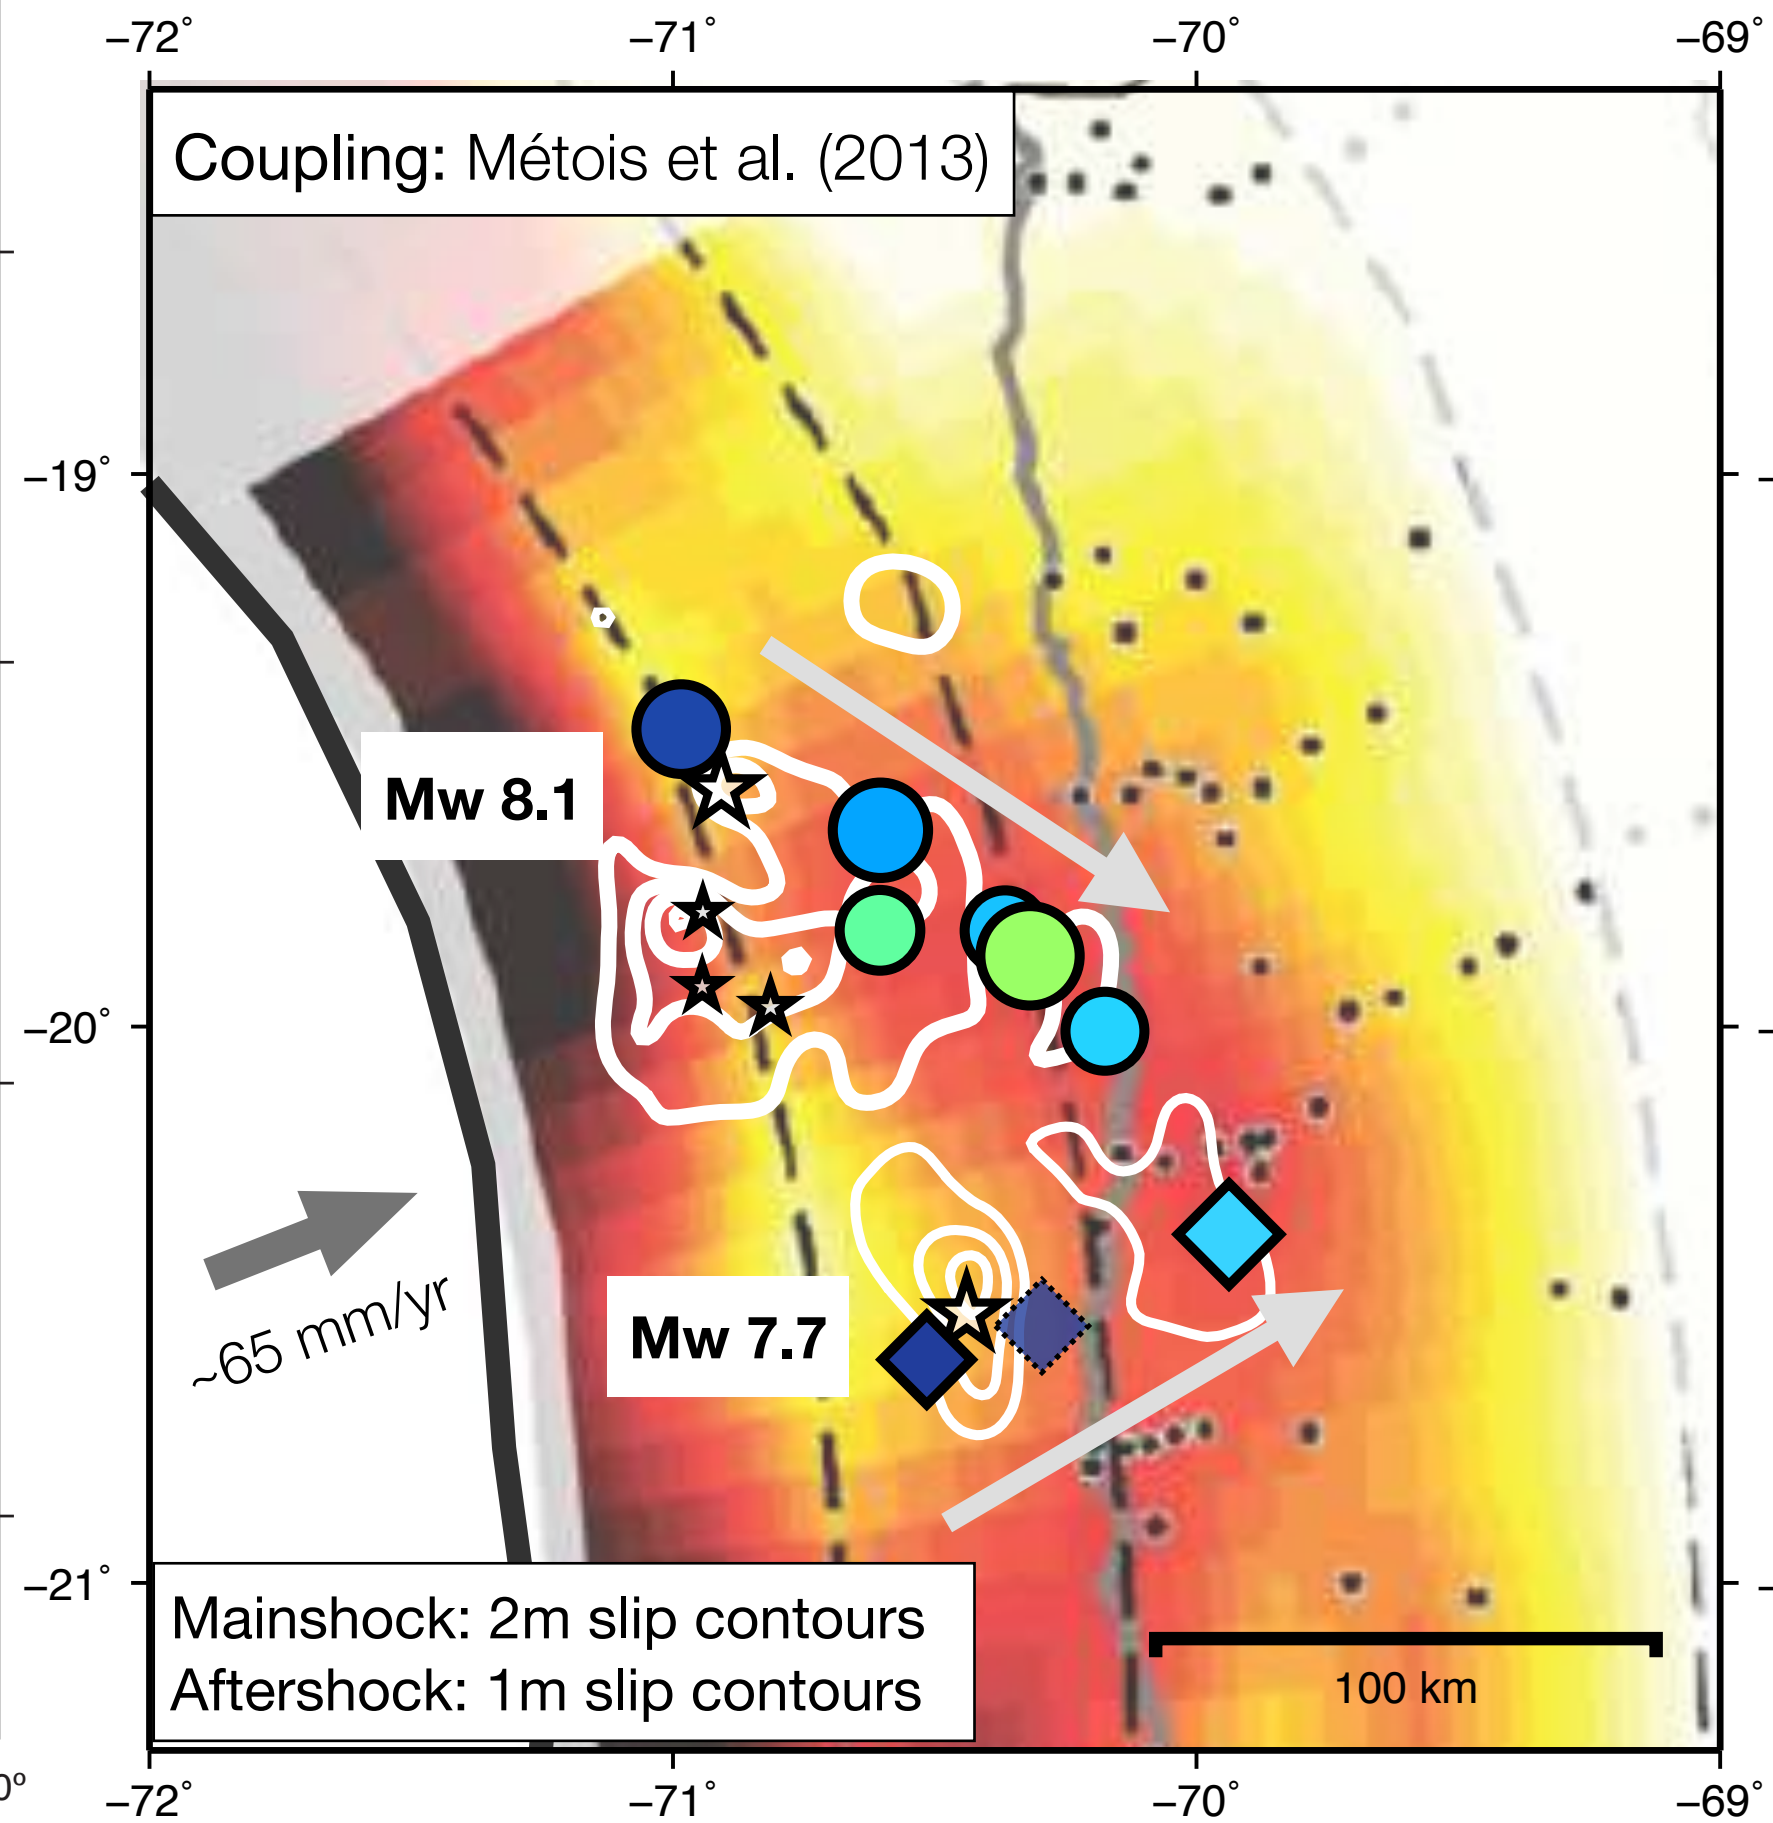 −72˚ −71˚ −70˚ −69˚
Coupling: Métois et al. (2013)
−19˚
Mw 8.1
−20˚
~65 mm/yr
Mw 7.7
−21˚
Mainshock: 2m slip contours
Aftershock: 1m slip contours
100 km
0°
−72˚ −71˚ −70˚ −69˚